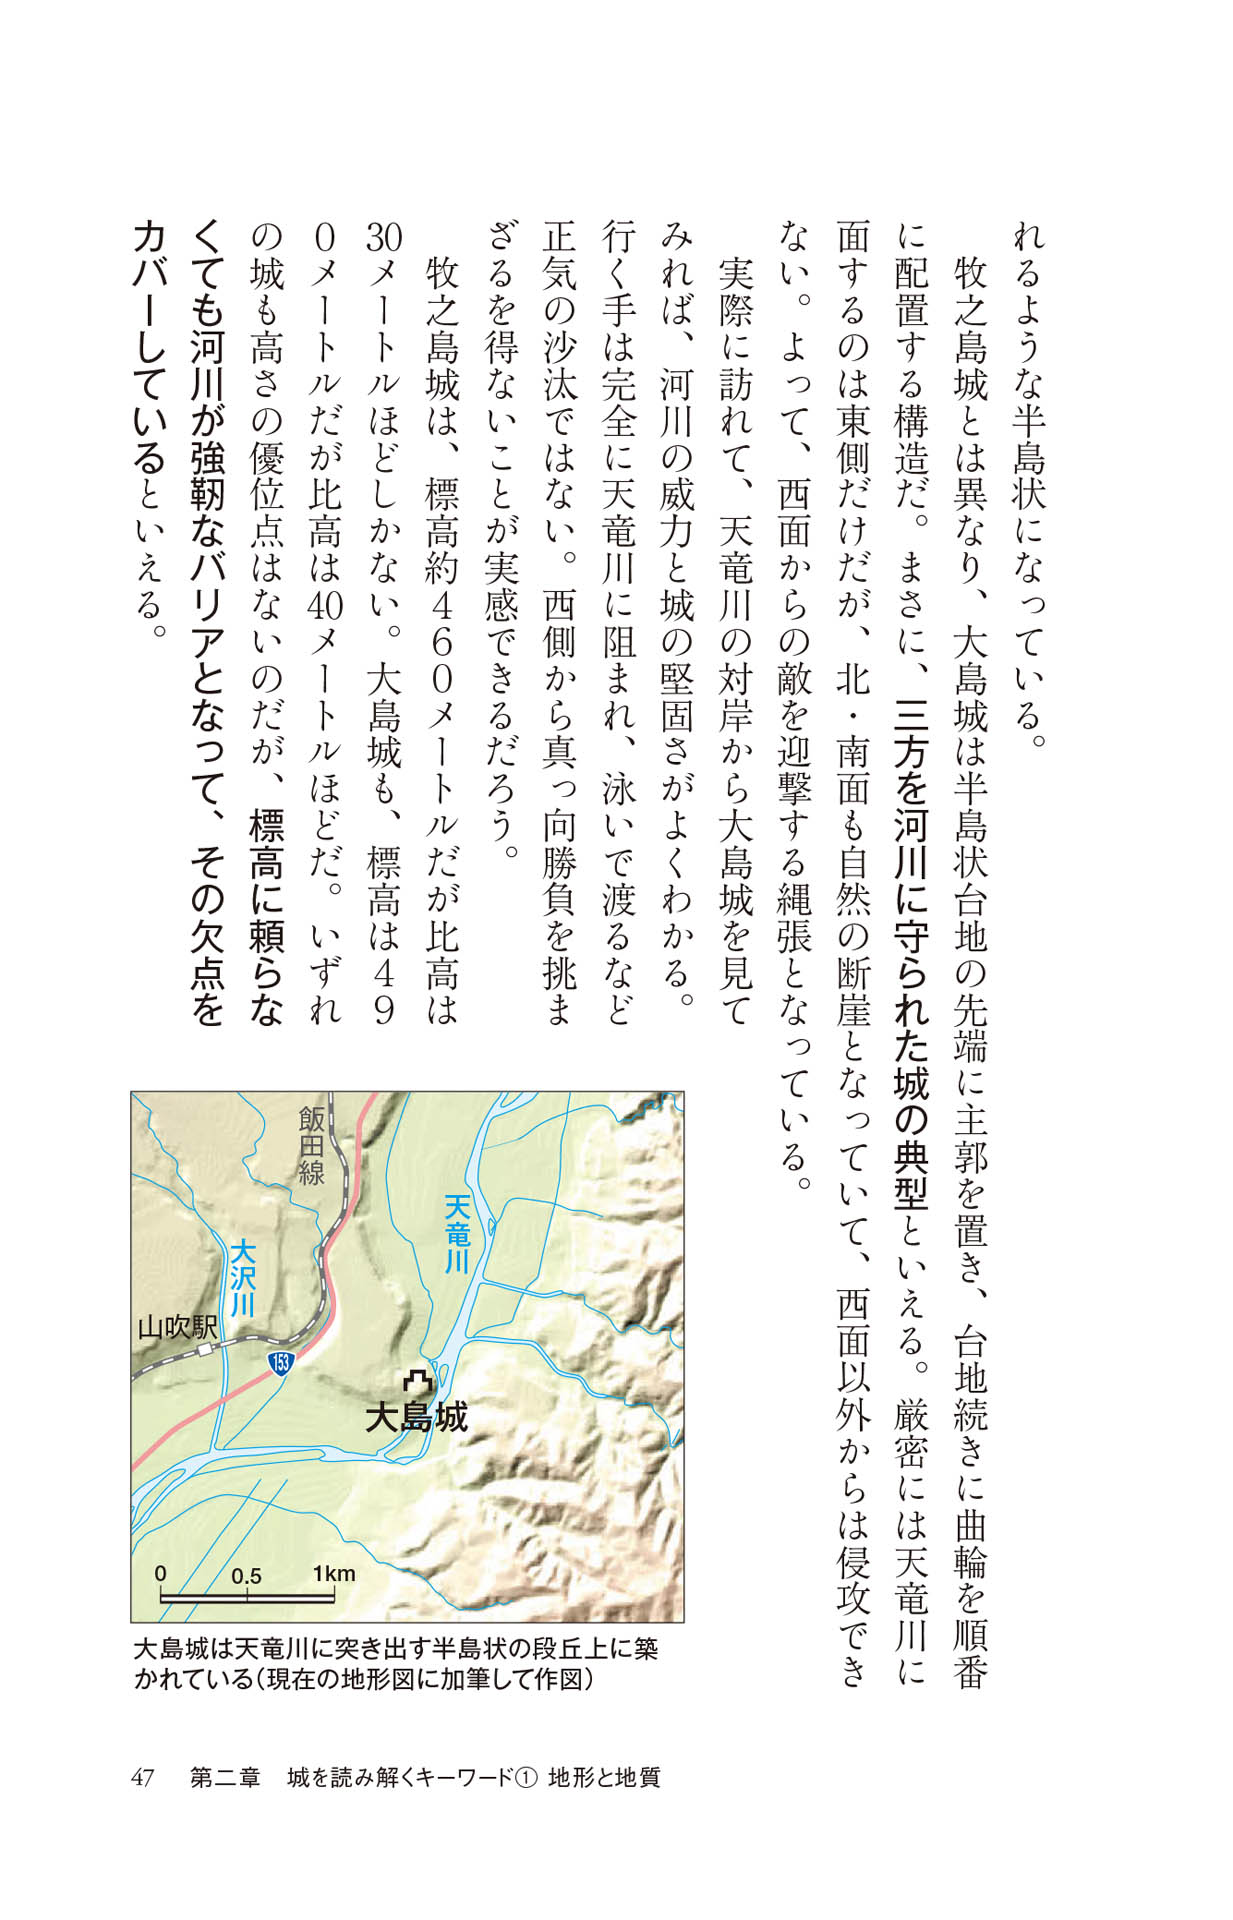 れるような半島状になっている。
　牧之島城とは異なり、大島城は半島状台地の先端に主郭を置き、台地続きに曲輪を順番
に配置する構造だ。まさに、三方を河川に守られた城の典型といえる。厳密には天竜川に
面するのは東側だけだが、北・南面も自然の断崖となっていて、西面以外からは侵攻でき
ない。よって、西面からの敵を迎撃する縄張となっている。
　実際に訪れて、天竜川の対岸から大島城を見て
みれば、河川の威力と城の堅固さがよくわかる。
行く手は完全に天竜川に阻まれ、泳いで渡るなど
正気の沙汰ではない。西側から真っ向勝負を挑ま
ざるを得ないことが実感できるだろう。
　牧之島城は、標高約460メートルだが比高は
30メートルほどしかない。大島城も、標高は49
0メートルだが比高は40メートルほどだ。いずれ
の城も高さの優位点はないのだが、標高に頼らな
くても河川が強靭なバリアとなって、その欠点を
カバーしているといえる。
飯田線
天竜川
大沢川
山吹駅
153
大島城
0 0.5 1km
大島城は天竜川に突き出す半島状の段丘上に築
かれている（現在の地形図に加筆して作図）
47 第二章　城を読み解くキーワード① 地形と地質